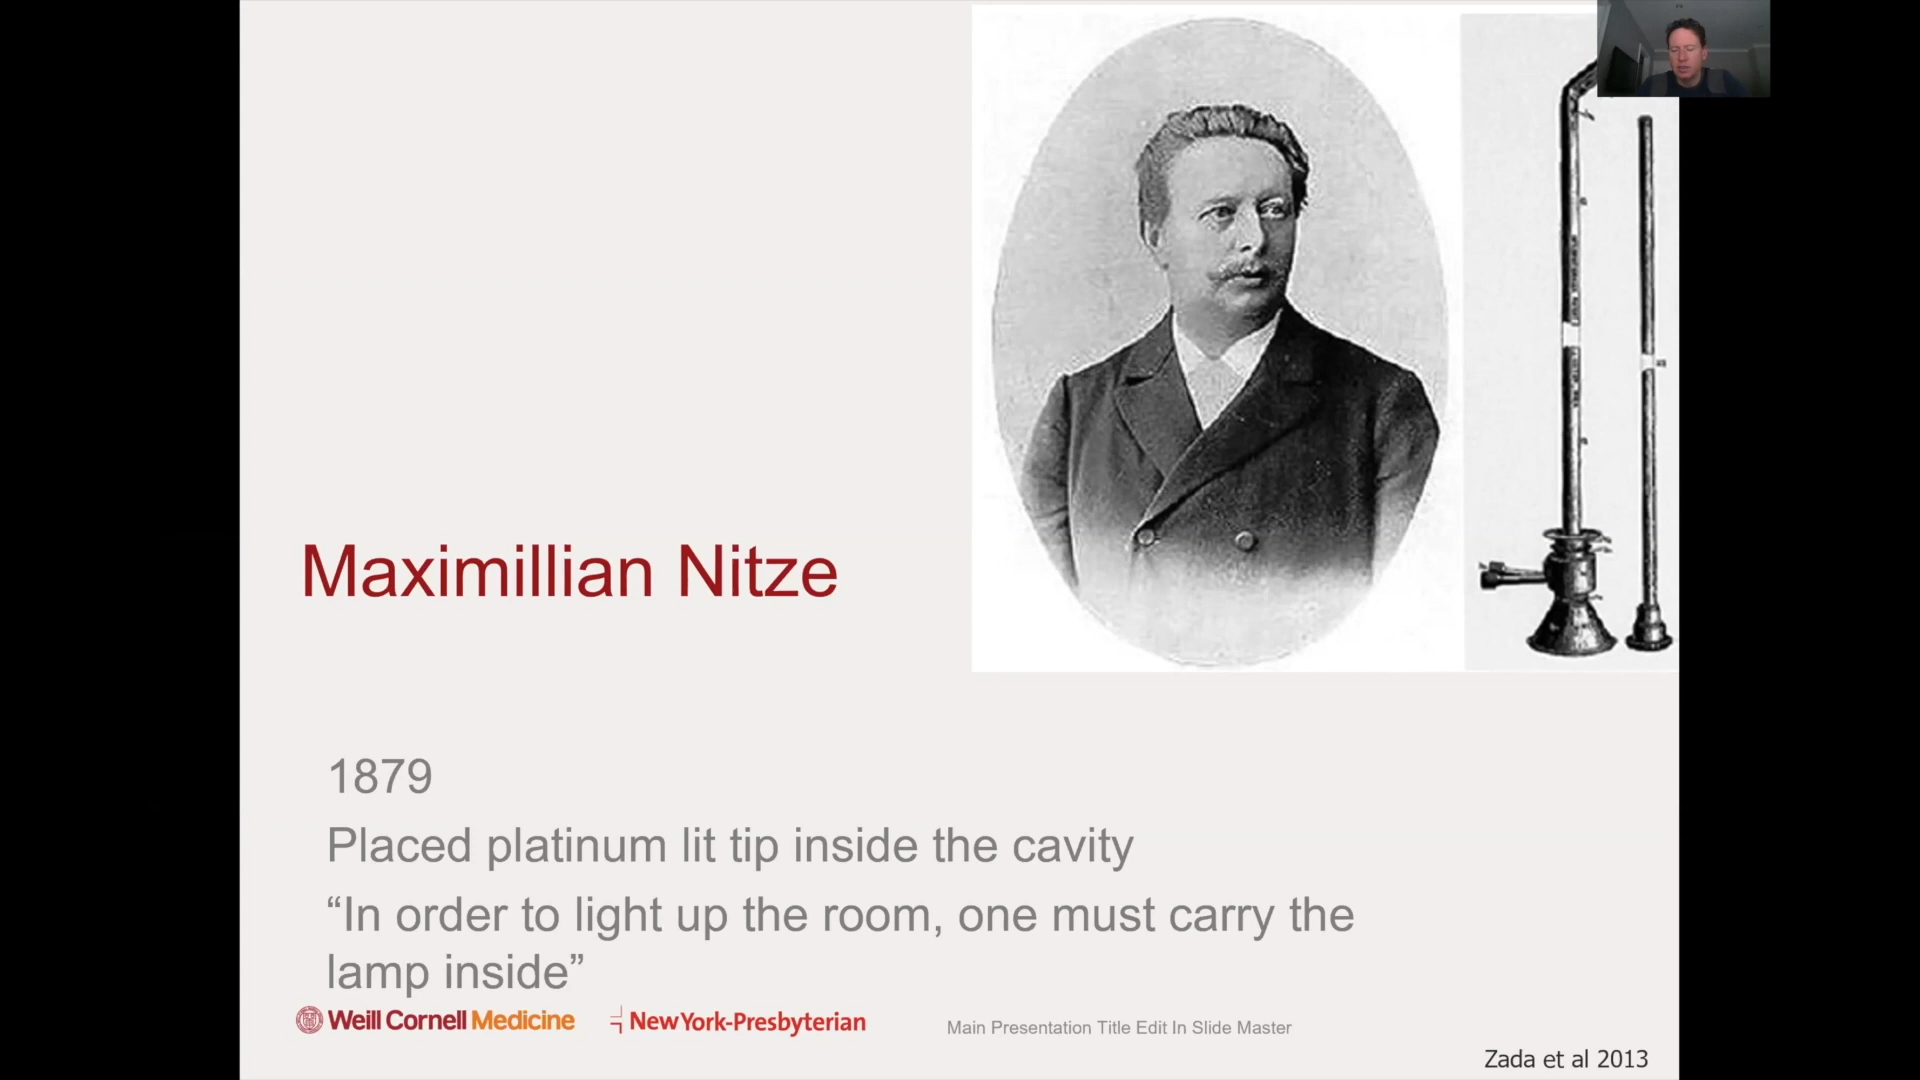 Maximillian Nitze
1879
Placed platinum lit tip inside the cavity
“In order to light up the room, one must carry the
lamp inside”
Weill Cornell Medicine
NewYork-Presbyterian
Main Presentation Title Edit In Slide Master
Zada et al 2013